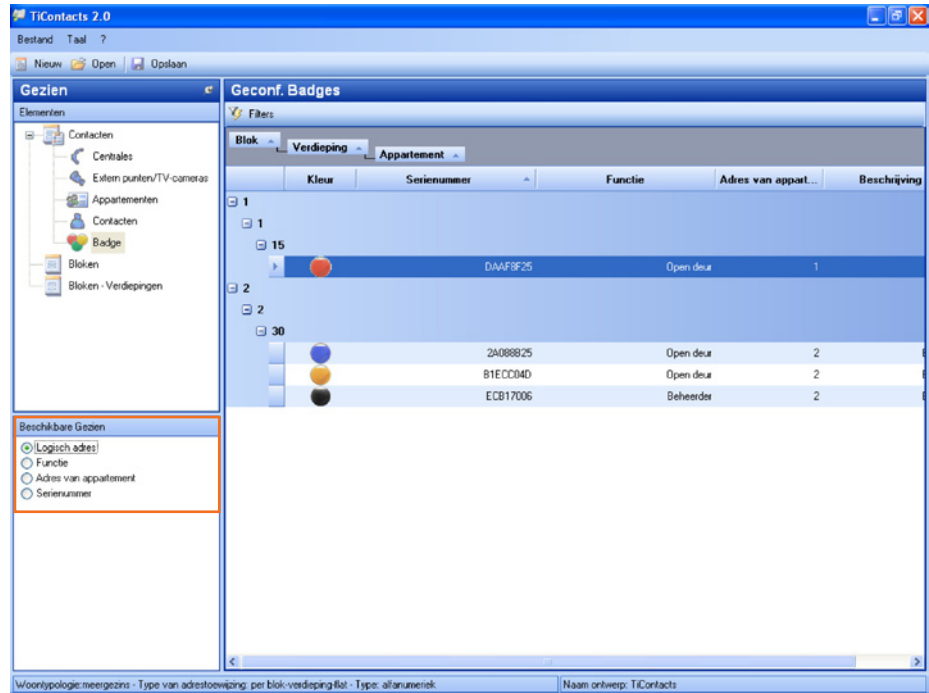 TiContacts 2.0
Bestand Taal ?
Nieuw Open Opslaan
Gezien
Elementen
Contacten
Centrales
Extern punten/TV-cameras
Appartementen
Contacten
Badge
Bloken
Bloken - Verdiepingen
Beschikbare Gezien
Logisch adres
Functie
Adres van appartement
Serienummer
Geconf. Badges
Filters
Blok
Verdieping
Appartement
Kleur Serienummer Functie Adres van appart... Beschrijving
1
1
15
DAAF8F25 Open deur 1
2
2
30
2A088B25 Open deur 2
B1ECC04D Open deur 2
ECB17006 Beheerder 2
Woontypologie:meergezins - Type van adrestoewijzing: per blok-verdieping-flat - Type: alfanumeriek
Naam ontwerp: TiContacts